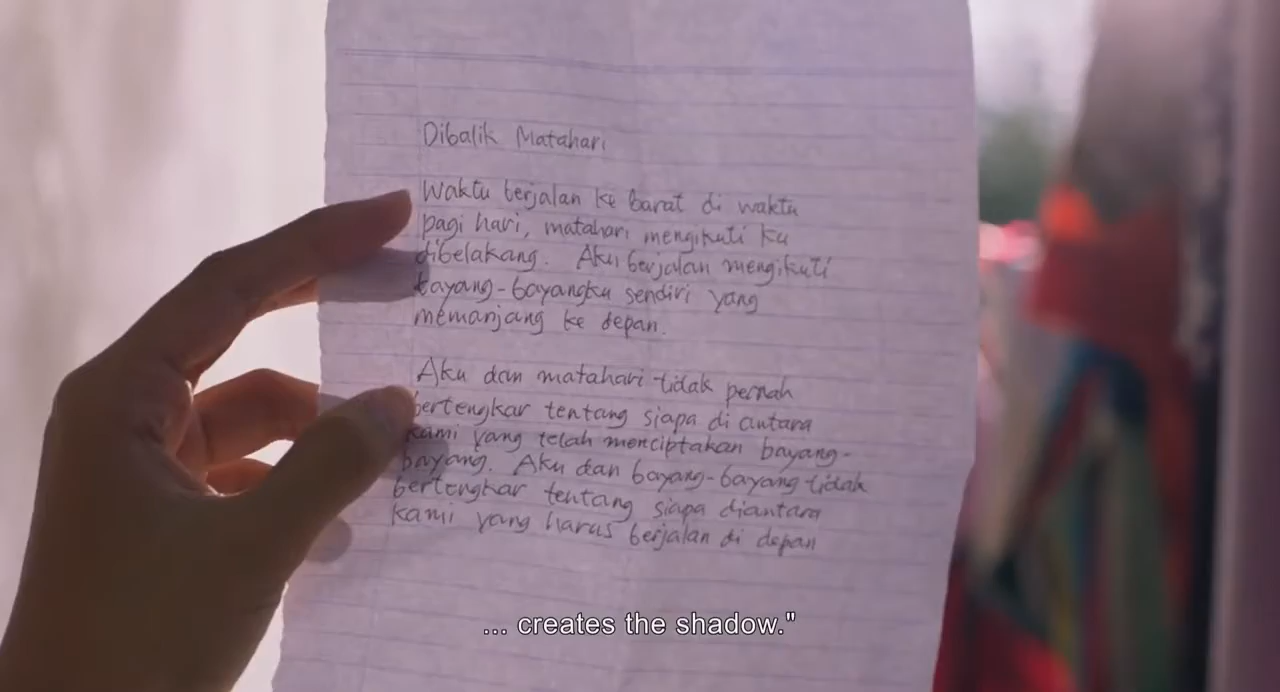 Dibalik Matahari
Waktu berjalan ke barat di waktu
pagi hari, matahari mengikuti ku
dibelakang. Aku berjalan mengikuti
bayang-bayangku sendiri yang
memanjang ke depan.
Aku dan matahari tidak pernah
bertengkar tentang siapa di antara
kami yang telah menciptakan bayang-
bayang. Aku dan bayang-bayang tidak
bertengkar tentang siapa diantara
kami yang harus berjalan di depan
... creates the shadow."